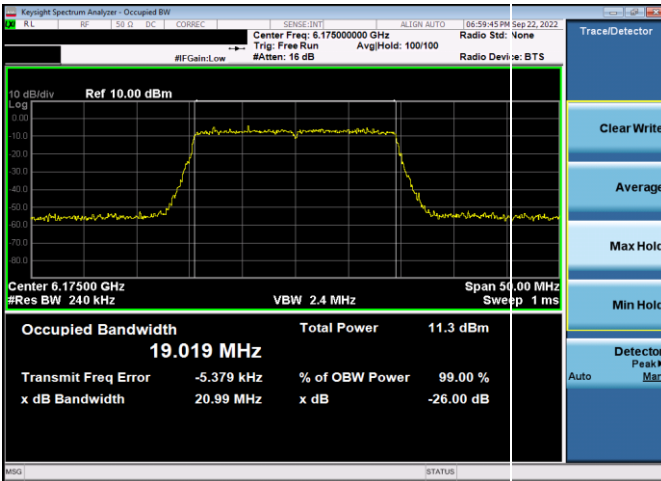 Keysight Spectrum Analyzer - Occupied BW
RL RF 50 Ω DC CORREC SENSE:INT ALIGN AUTO 06:59:45 PM Sep 22, 2022
Center Freq: 6.175000000 GHz Radio Std: None
Trig: Free Run Avg|Hold: 100/100
#IFGain:Low #Atten: 16 dB Radio Device: BTS
Trace/Detector
10 dB/div Ref 10.00 dBm
Log
0.00
-10.0
-20.0
-30.0
-40.0
-50.0
-60.0
-70.0
-80.0
Center 6.17500 GHz Span 50.00 MHz
#Res BW 240 kHz VBW 2.4 MHz Sweep 1 ms
Occupied Bandwidth Total Power 11.3 dBm
19.019 MHz
Transmit Freq Error -5.379 kHz % of OBW Power 99.00 %
x dB Bandwidth 20.99 MHz x dB -26.00 dB
Clear Write
Average
Max Hold
Min Hold
Detector
Peak
Auto Man
MSG STATUS